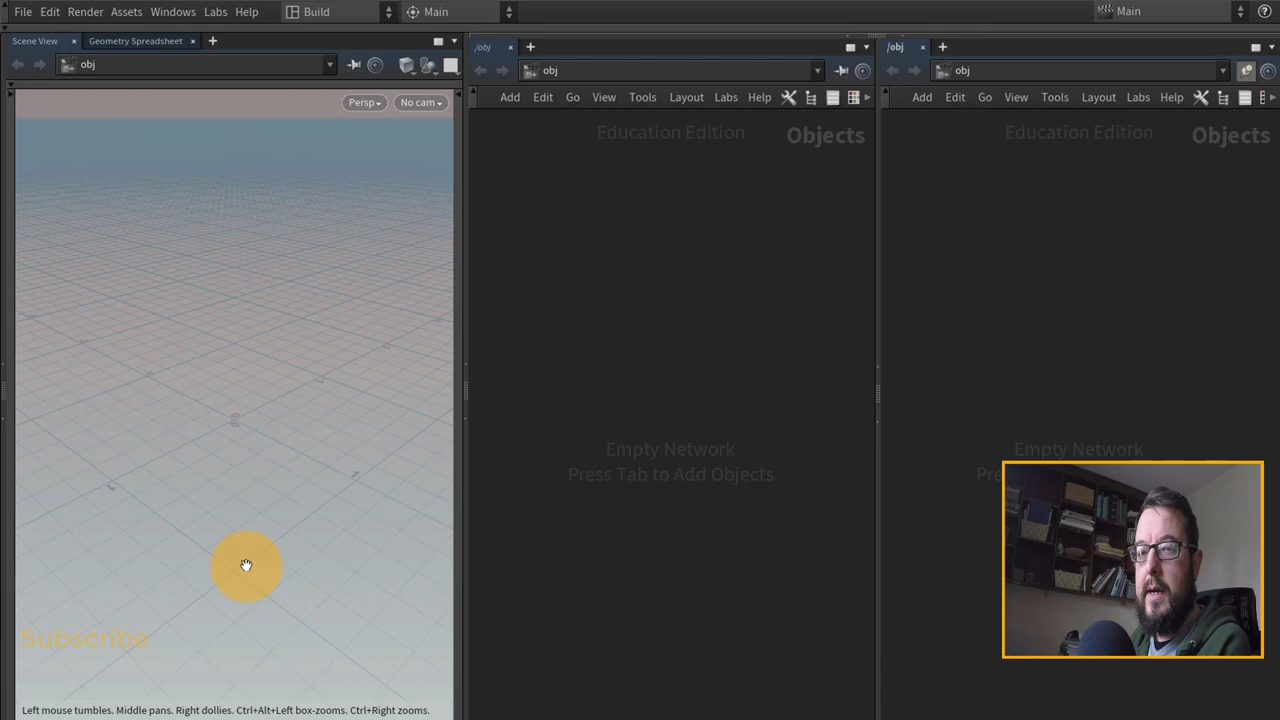 File Edit Render Assets Windows Labs Help Build Main Main
Scene View Geometry Spreadsheet
obj
Persp No cam
Subscribe
Left mouse tumbles. Middle pans. Right dollies. Ctrl+Alt+Left box-zooms. Ctrl+Right zooms.
/obj
obj
Add Edit Go View Tools Layout Labs Help
Education Edition Objects
Empty Network
Press Tab to Add Objects
/obj
obj
Add Edit Go View Tools Layout Labs Help
Education Edition Objects
Empty Network